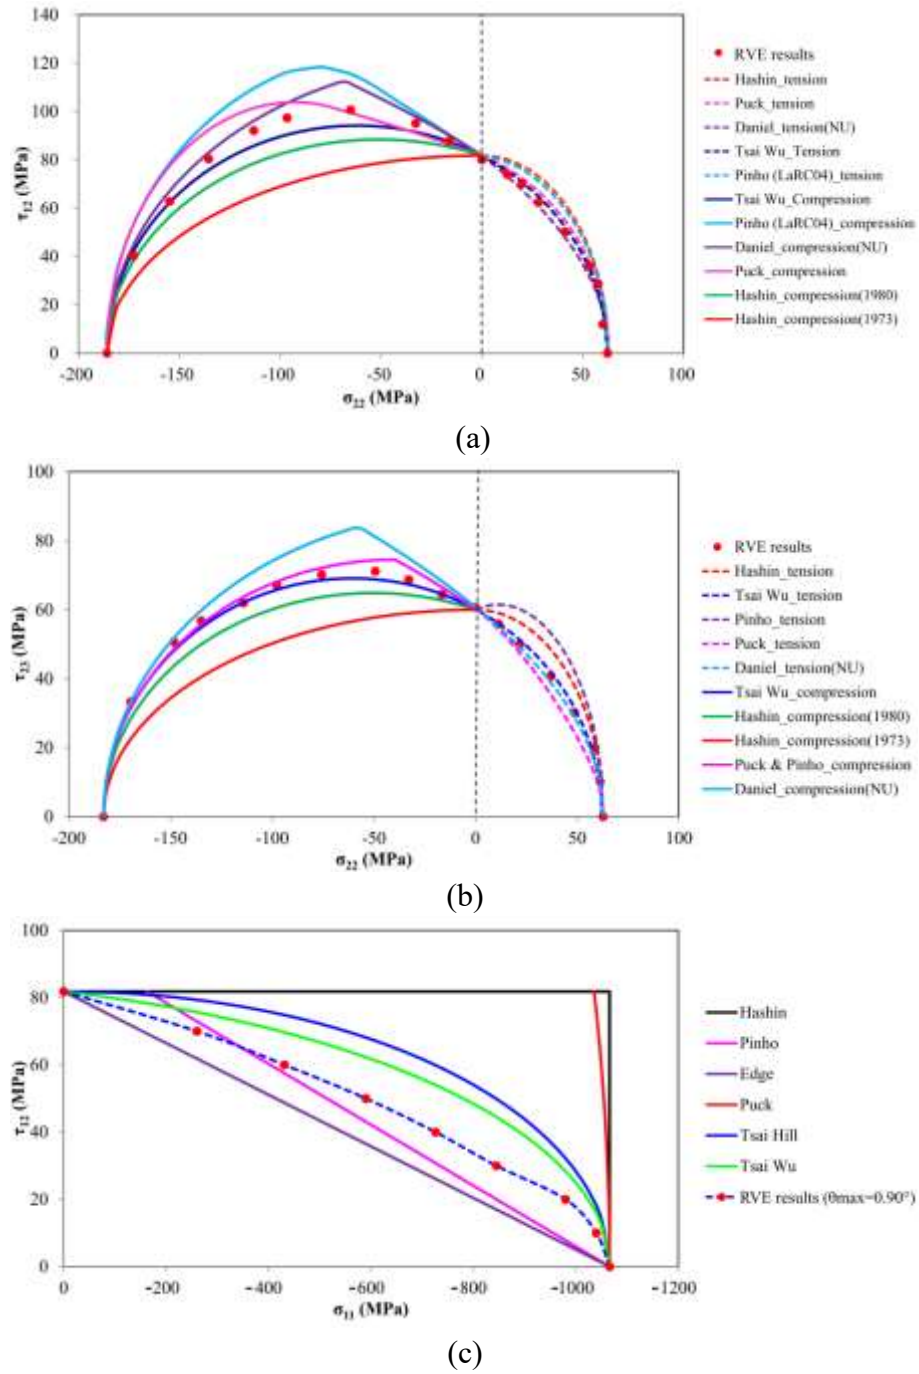 140
120
100
80
60
40
20
0
τ12 (MPa)
-200 -150 -100 -50 0 50 100
σ22 (MPa)
RVE results
Hashin_tension
Puck_tension
Daniel_tension(NU)
Tsai Wu_Tension
Pinho (LaRC04)_tension
Tsai Wu_Compression
Pinho (LaRC04)_compression
Daniel_compression(NU)
Puck_compression
Hashin_compression(1980)
Hashin_compression(1973)
(a)
100
80
60
40
20
0
τ23 (MPa)
-200 -150 -100 -50 0 50 100
σ22 (MPa)
RVE results
Hashin_tension
Tsai Wu_tension
Pinho_tension
Puck_tension
Daniel_tension(NU)
Tsai Wu_compression
Hashin_compression(1980)
Hashin_compression(1973)
Puck & Pinho_compression
Daniel_compression(NU)
(b)
100
80
60
40
20
0
τ12 (MPa)
0 -200 -400 -600 -800 -1000 -1200
σ11 (MPa)
Hashin
Pinho
Edge
Puck
Tsai Hill
Tsai Wu
RVE results (θmax=0.90°)
(c)